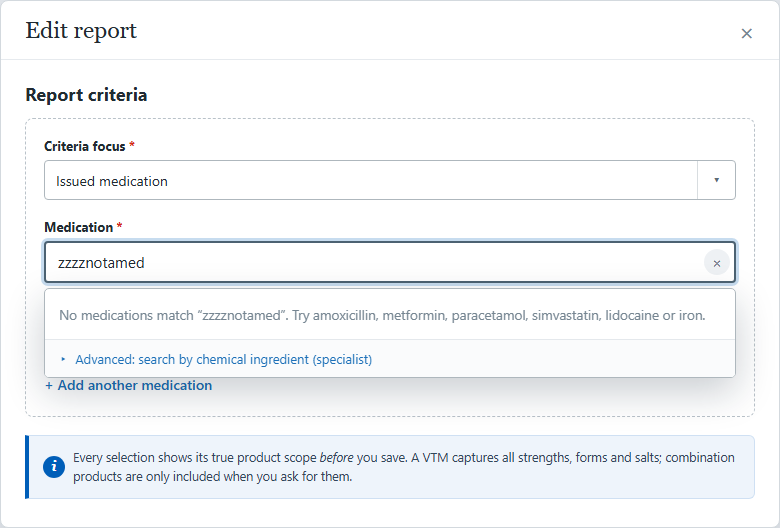 Edit report
×
Report criteria
Criteria focus *
Issued medication
Medication *
zzzznotamed
×
No medications match “zzzznotamed”. Try amoxicillin, metformin, paracetamol, simvastatin, lidocaine or iron.
Advanced: search by chemical ingredient (specialist)
+ Add another medication
i
Every selection shows its true product scope before you save. A VTM captures all strengths, forms and salts; combination
products are only included when you ask for them.